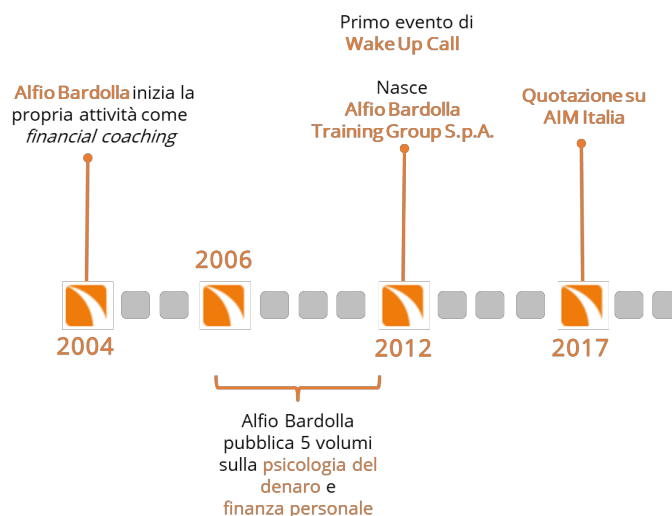 Primo evento di
Wake Up Call
Alfio Bardolla inizia la
propria attività come
financial coaching
Nasce
Alfio Bardolla
Training Group S.p.A.
Quotazione su
AIM Italia
2006
2004
2012
2017
Alfio Bardolla
pubblica 5 volumi
sulla psicologia del
denaro e
finanza personale